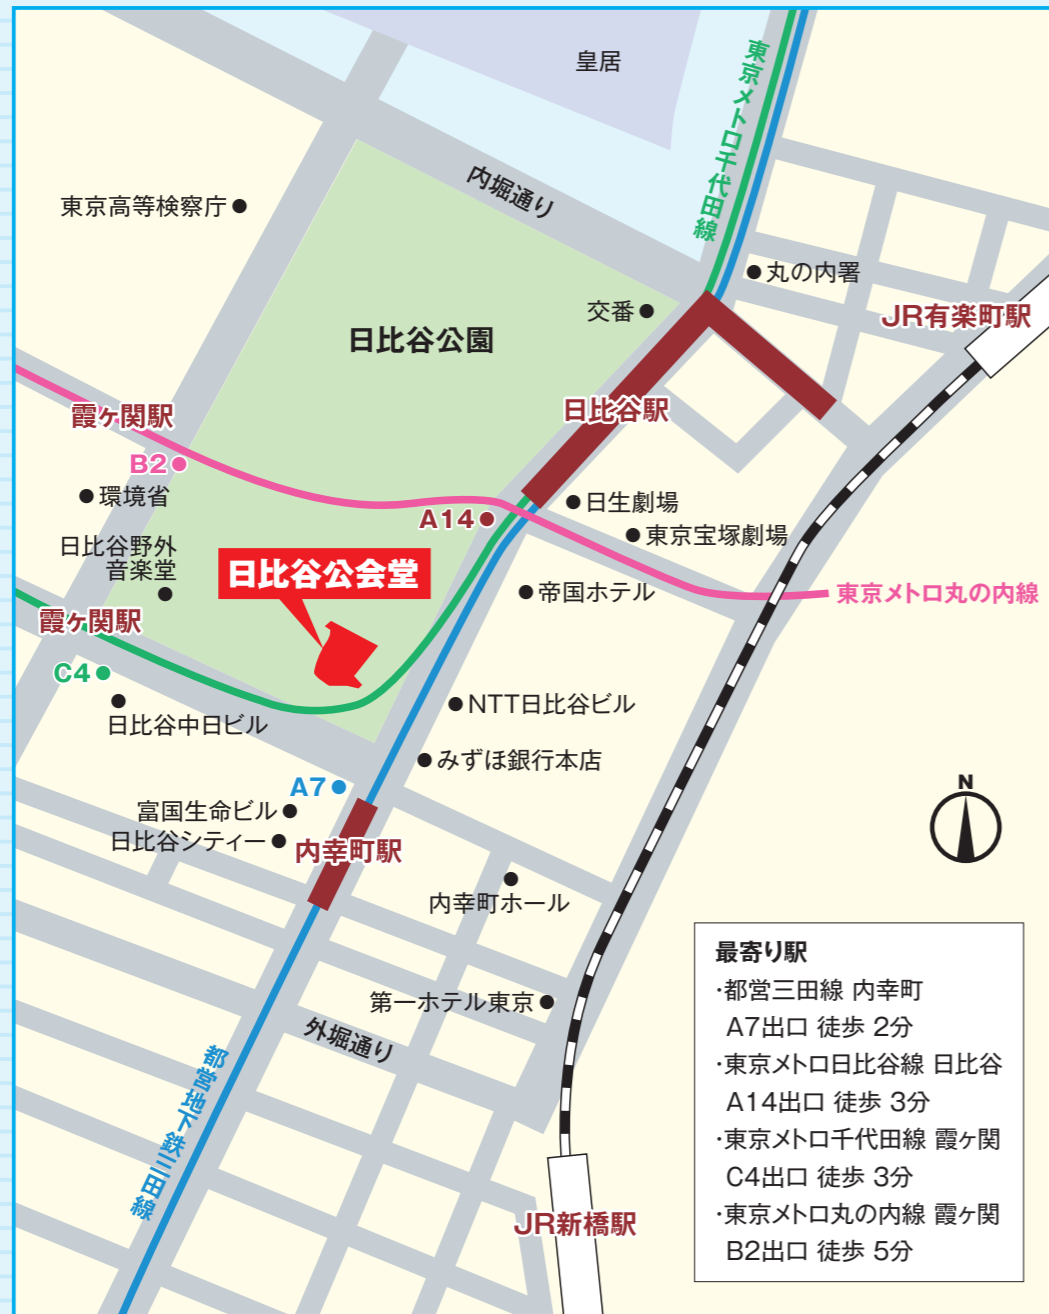 皇居
東京メトロ千代田線
内堀通り
東京高等検察庁
丸の内署
交番
JR有楽町駅
日比谷公園
霞ヶ関駅
日比谷駅
B2
環境省
A14
日生劇場
東京宝塚劇場
日比谷野外
音楽堂
日比谷公会堂
帝国ホテル
東京メトロ丸の内線
霞ヶ関駅
C4
日比谷中日ビル
NTT日比谷ビル
みずほ銀行本店
A7
富国生命ビル
日比谷シティー
内幸町駅
N
内幸町ホール
第一ホテル東京
外堀通り
都営地下鉄三田線
JR新橋駅
最寄り駅
・都営三田線 内幸町
A7出口 徒歩 2分
・東京メトロ日比谷線 日比谷
A14出口 徒歩 3分
・東京メトロ千代田線 霞ヶ関
C4出口 徒歩 3分
・東京メトロ丸の内線 霞ヶ関
B2出口 徒歩 5分